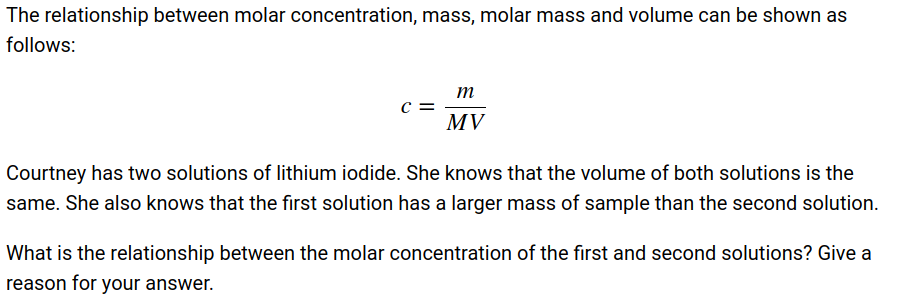 The relationship between molar concentration, mass, molar mass and volume can be shown as
follows:
c = m/MV
Courtney has two solutions of lithium iodide. She knows that the volume of both solutions is the
same. She also knows that the first solution has a larger mass of sample than the second solution.
What is the relationship between the molar concentration of the first and second solutions? Give a
reason for your answer.